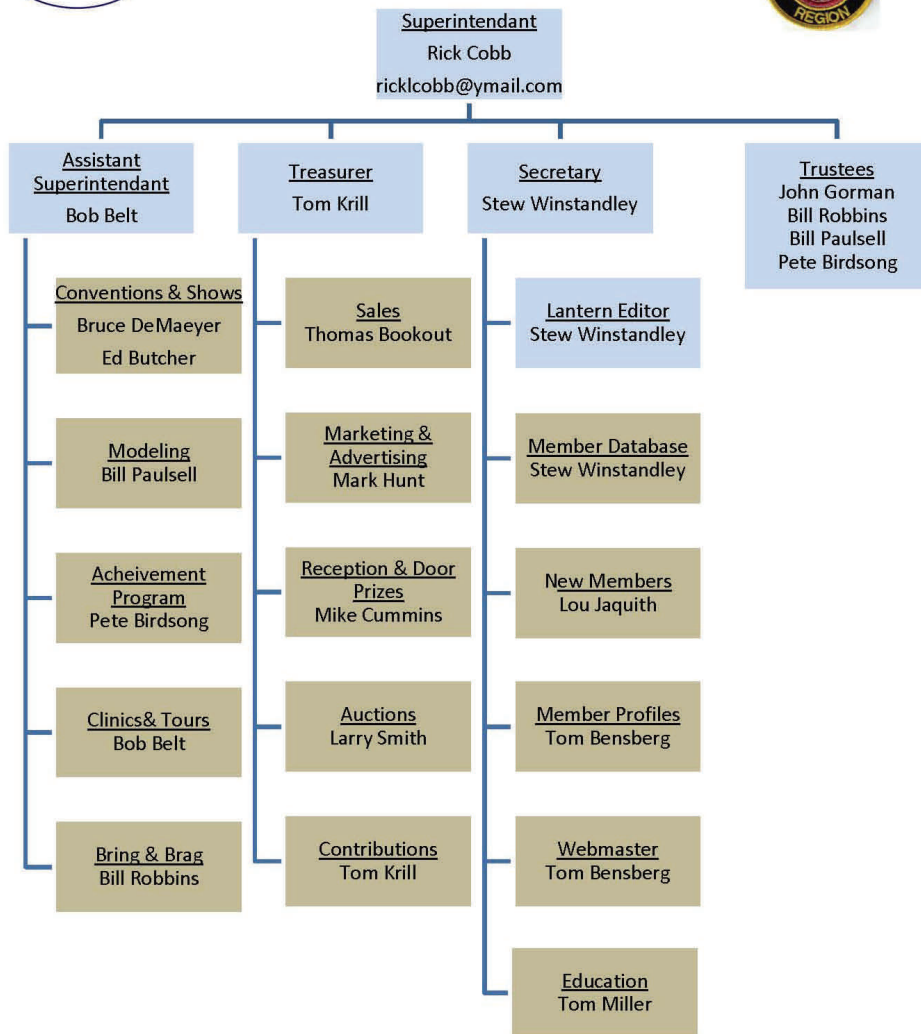 REGION
Superintendant
Rick Cobb
ricklcobb@ymail.com
Assistant
Superintendant
Bob Belt
Treasurer
Tom Krill
Secretary
Stew Winstandley
Trustees
John Gorman
Bill Robbins
Bill Paulsell
Pete Birdsong
Conventions & Shows
Bruce DeMaeyer
Ed Butcher
Modeling
Bill Paulsell
Acheivement
Program
Pete Birdsong
Clinics& Tours
Bob Belt
Bring & Brag
Bill Robbins
Sales
Thomas Bookout
Marketing &
Advertising
Mark Hunt
Reception & Door
Prizes
Mike Cummins
Auctions
Larry Smith
Contributions
Tom Krill
Lantern Editor
Stew Winstandley
Member Database
Stew Winstandley
New Members
Lou Jaquith
Member Profiles
Tom Bensberg
Webmaster
Tom Bensberg
Education
Tom Miller